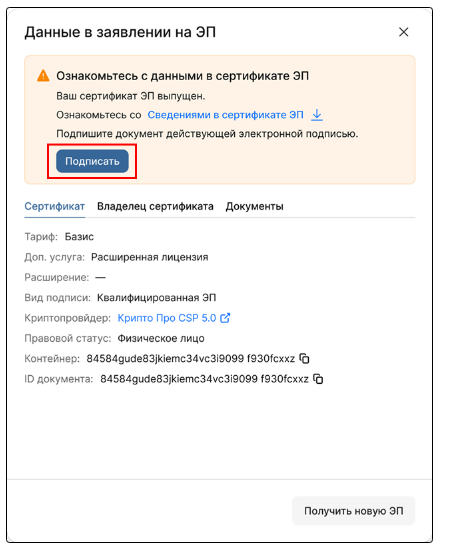 Данные в заявлении на ЭП
Ознакомьтесь с данными в сертификате ЭП
Ваш сертификат ЭП выпущен.
Ознакомьтесь со Сведениями в сертификате ЭП
Подпишите документ действующей электронной подписью.
Подписать
Сертификат Владелец сертификата Документы
Тариф: Базис
Доп. услуга: Расширенная лицензия
Расширение: —
Вид подписи: Квалифицированная ЭП
Криптопровйдер: Крипто Про CSP 5.0
Правовой статус: Физическое лицо
Контейнер: 84584gude83jkiemc34vc3i9099 f930fcxxz
ID документа: 84584gude83jkiemc34vc3i9099 f930fcxxz
Получить новую ЭП